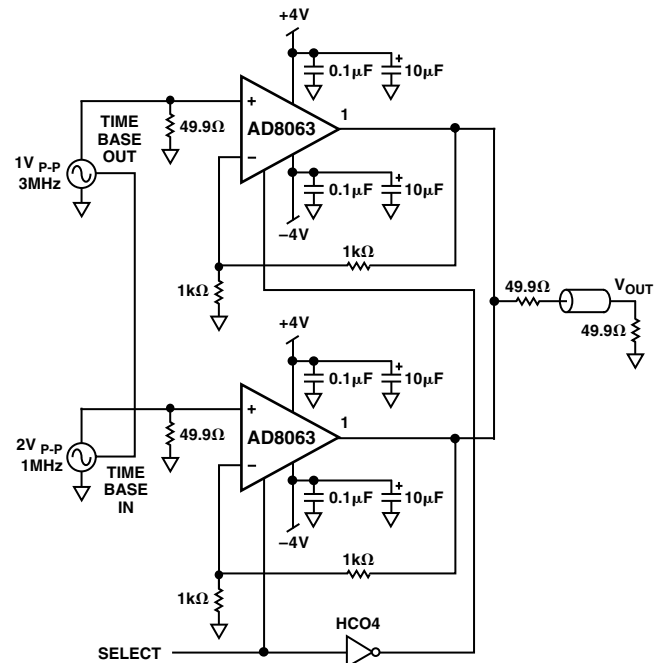 +4V
0.1µF
10µF
+
+
1
TIME
BASE
OUT
49.9Ω
AD8063
1V P-P
3MHz
–
+
0.1µF
10µF
–4V
1kΩ
1kΩ
49.9Ω
VOUT
49.9Ω
+4V
+
0.1µF
10µF
+
1
49.9Ω
AD8063
2V P-P
1MHz
–
TIME
BASE
IN
+
0.1µF
10µF
–4V
1kΩ
1kΩ
HCO4
SELECT